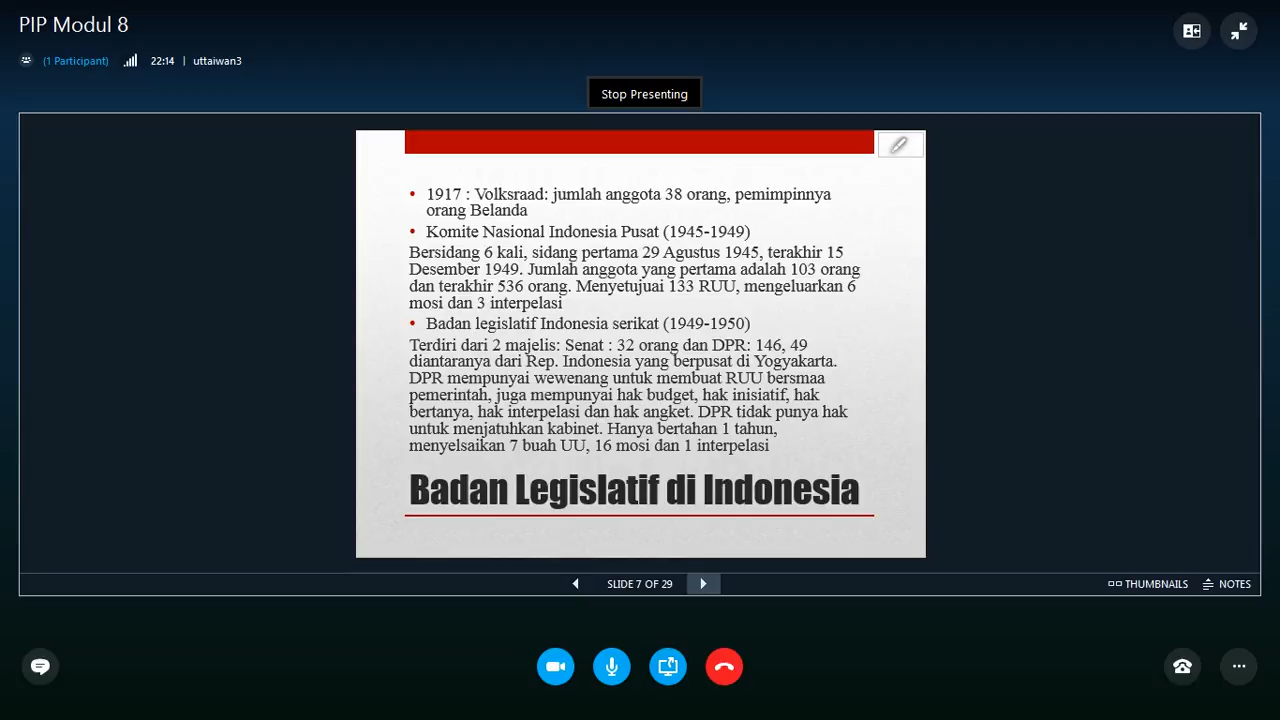 PIP Modul 8
(1 Participant) 22:14 | uttaiwan3
Stop Presenting
• 1917 : Volksraad: jumlah anggota 38 orang, pemimpinnya
orang Belanda
• Komite Nasional Indonesia Pusat (1945-1949)
Bersidang 6 kali, sidang pertama 29 Agustus 1945, terakhir 15
Desember 1949. Jumlah anggota yang pertama adalah 103 orang
dan terakhir 536 orang. Menyetujuai 133 RUU, mengeluarkan 6
mosi dan 3 interpelasi
• Badan legislatif Indonesia serikat (1949-1950)
Terdiri dari 2 majelis: Senat : 32 orang dan DPR: 146, 49
diantaranya dari Rep. Indonesia yang berpusat di Yogyakarta.
DPR mempunyai wewenang untuk membuat RUU bersmaa
pemerintah, juga mempunyai hak budget, hak inisiatif, hak
bertanya, hak interpelasi dan hak angket. DPR tidak punya hak
untuk menjatuhkan kabinet. Hanya bertahan 1 tahun,
menyelsaikan 7 buah UU, 16 mosi dan 1 interpelasi
Badan Legislatif di Indonesia
SLIDE 7 OF 29
THUMBNAILS
NOTES